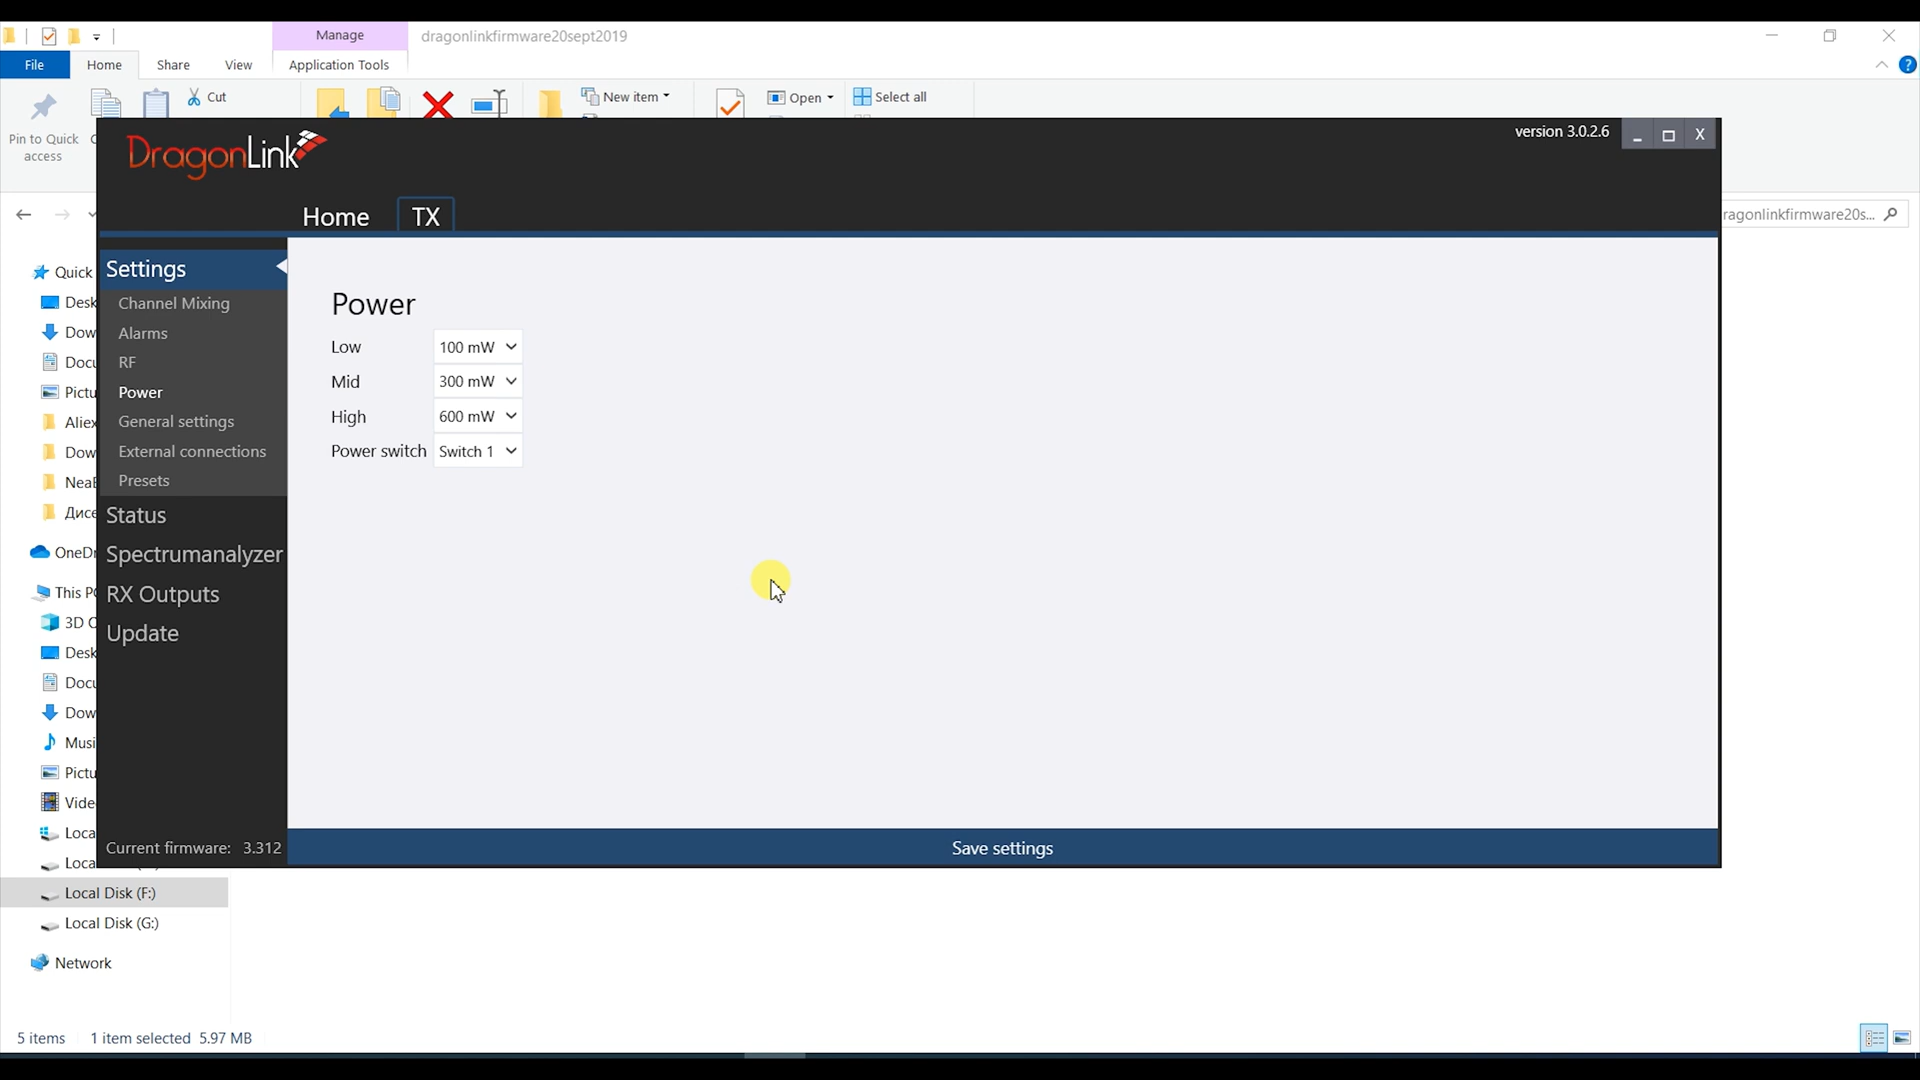 Manage
dragonlinkfirmware20sept2019
File
Home
Share
View
Application Tools
Pin to Quick
access
Cut
New item
Open
Select all
DragonLink
version 3.0.2.6
X
Home
TX
ragonlinkfirmware20s...
Quick
Desk
Dow
Docu
Pictu
Aliex
Dow
Neal
Дисе
OneDr
This PC
3D O
Desk
Docu
Dow
Musi
Pictu
Vide
Loca
Loca
Local Disk (F:)
Local Disk (G:)
Network
Settings
Channel Mixing
Alarms
RF
Power
General settings
External connections
Presets
Status
Spectrumanalyzer
RX Outputs
Update
Current firmware: 3.312
Power
Low 100 mW
Mid 300 mW
High 600 mW
Power switch Switch 1
Save settings
5 items 1 item selected 5.97 MB